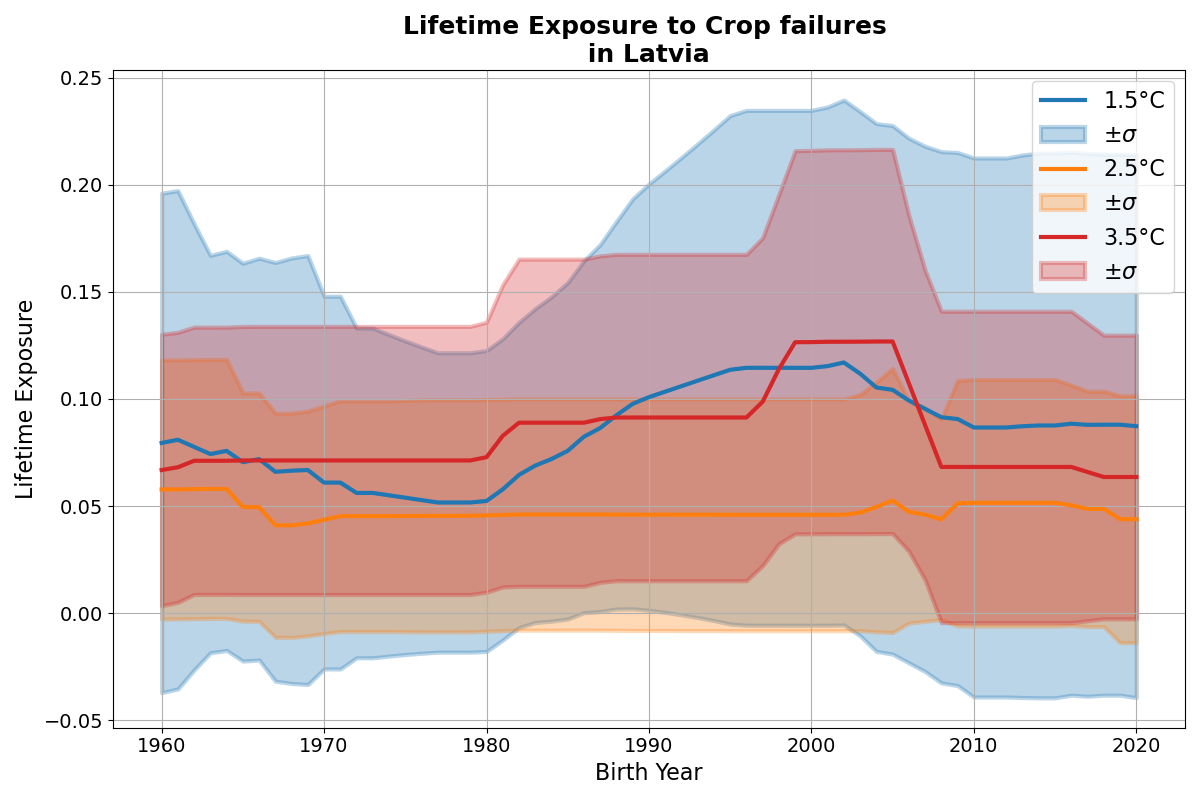 Lifetime Exposure to Crop failures
in Latvia
0.25
0.20
0.15
0.10
0.05
0.00
−0.05
Lifetime Exposure
1.5°C
±σ
2.5°C
±σ
3.5°C
±σ
1960 1970 1980 1990 2000 2010 2020
Birth Year